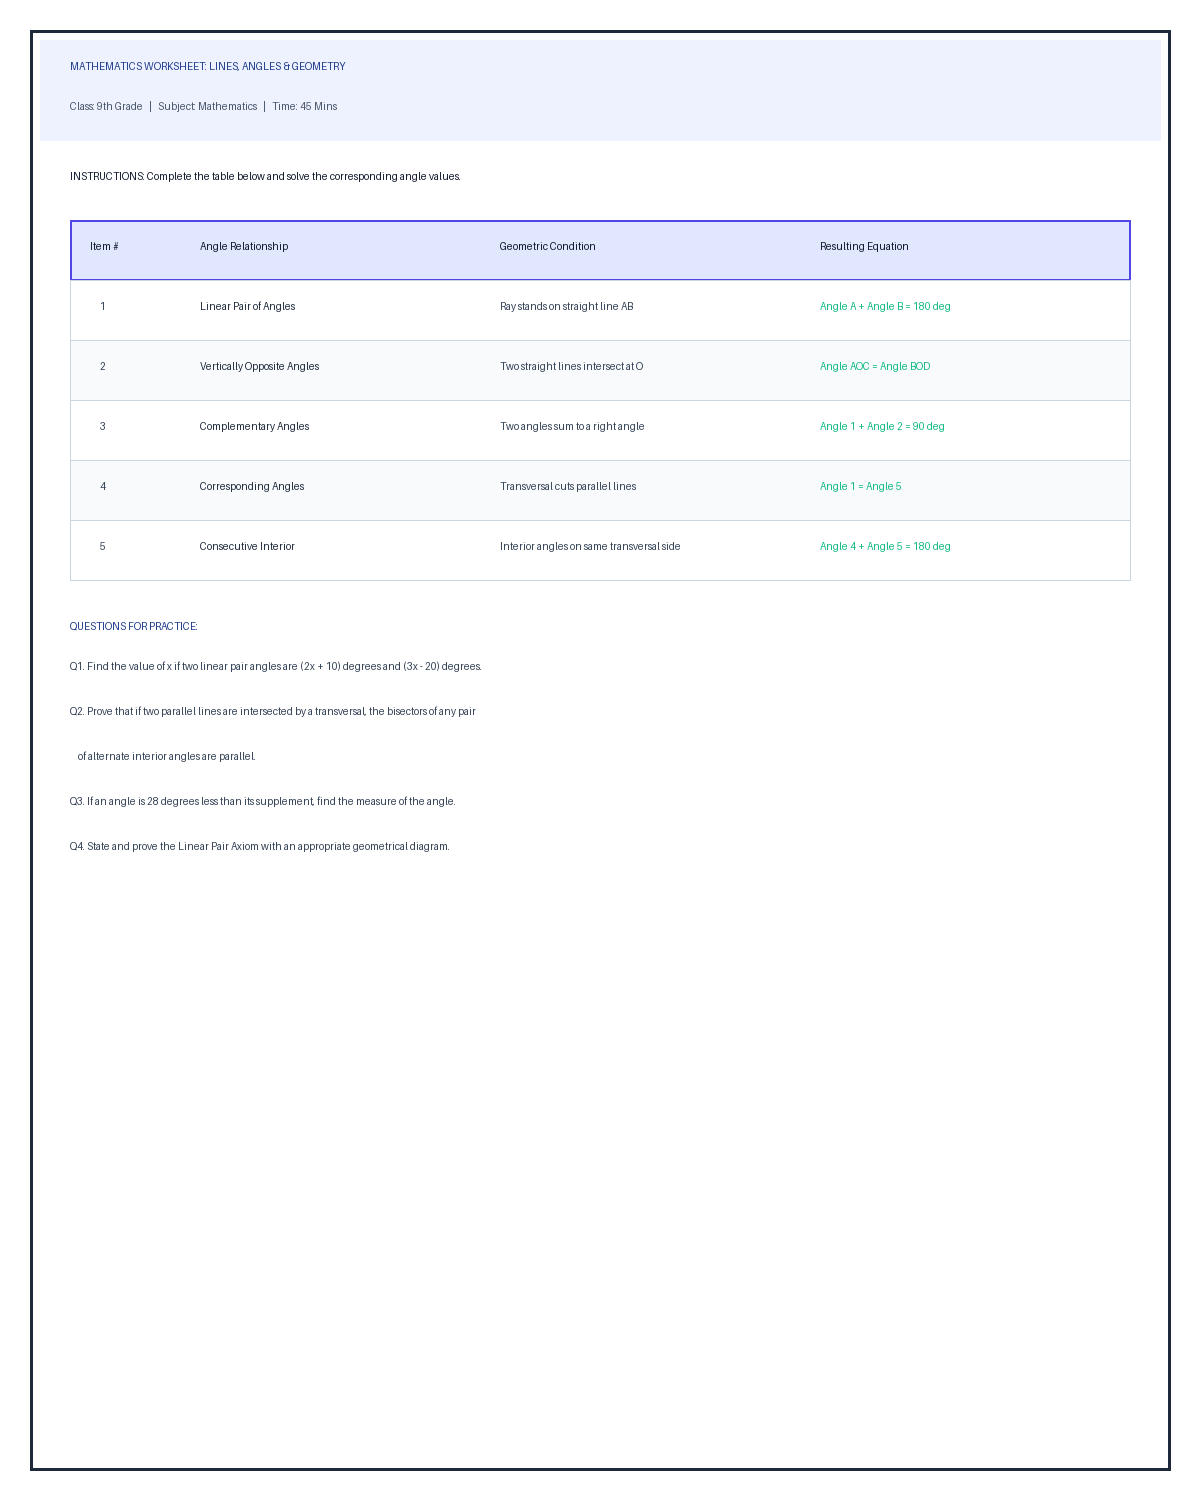 MATHEMATICS WORKSHEET: LINES, ANGLES & GEOMETRY
Class: 9th Grade | Subject: Mathematics | Time: 45 Mins
INSTRUCTIONS: Complete the table below and solve the corresponding angle values.
Item # Angle Relationship Geometric Condition Resulting Equation
1 Linear Pair of Angles Ray stands on straight line AB Angle A + Angle B = 180 deg
2 Vertically Opposite Angles Two straight lines intersect at O Angle AOC = Angle BOD
3 Complementary Angles Two angles sum to a right angle Angle 1 + Angle 2 = 90 deg
4 Corresponding Angles Transversal cuts parallel lines Angle 1 = Angle 5
5 Consecutive Interior Interior angles on same transversal side Angle 4 + Angle 5 = 180 deg
QUESTIONS FOR PRACTICE:
Q1. Find the value of x if two linear pair angles are (2x + 10) degrees and (3x - 20) degrees.
Q2. Prove that if two parallel lines are intersected by a transversal, the bisectors of any pair
of alternate interior angles are parallel.
Q3. If an angle is 28 degrees less than its supplement, find the measure of the angle.
Q4. State and prove the Linear Pair Axiom with an appropriate geometrical diagram.